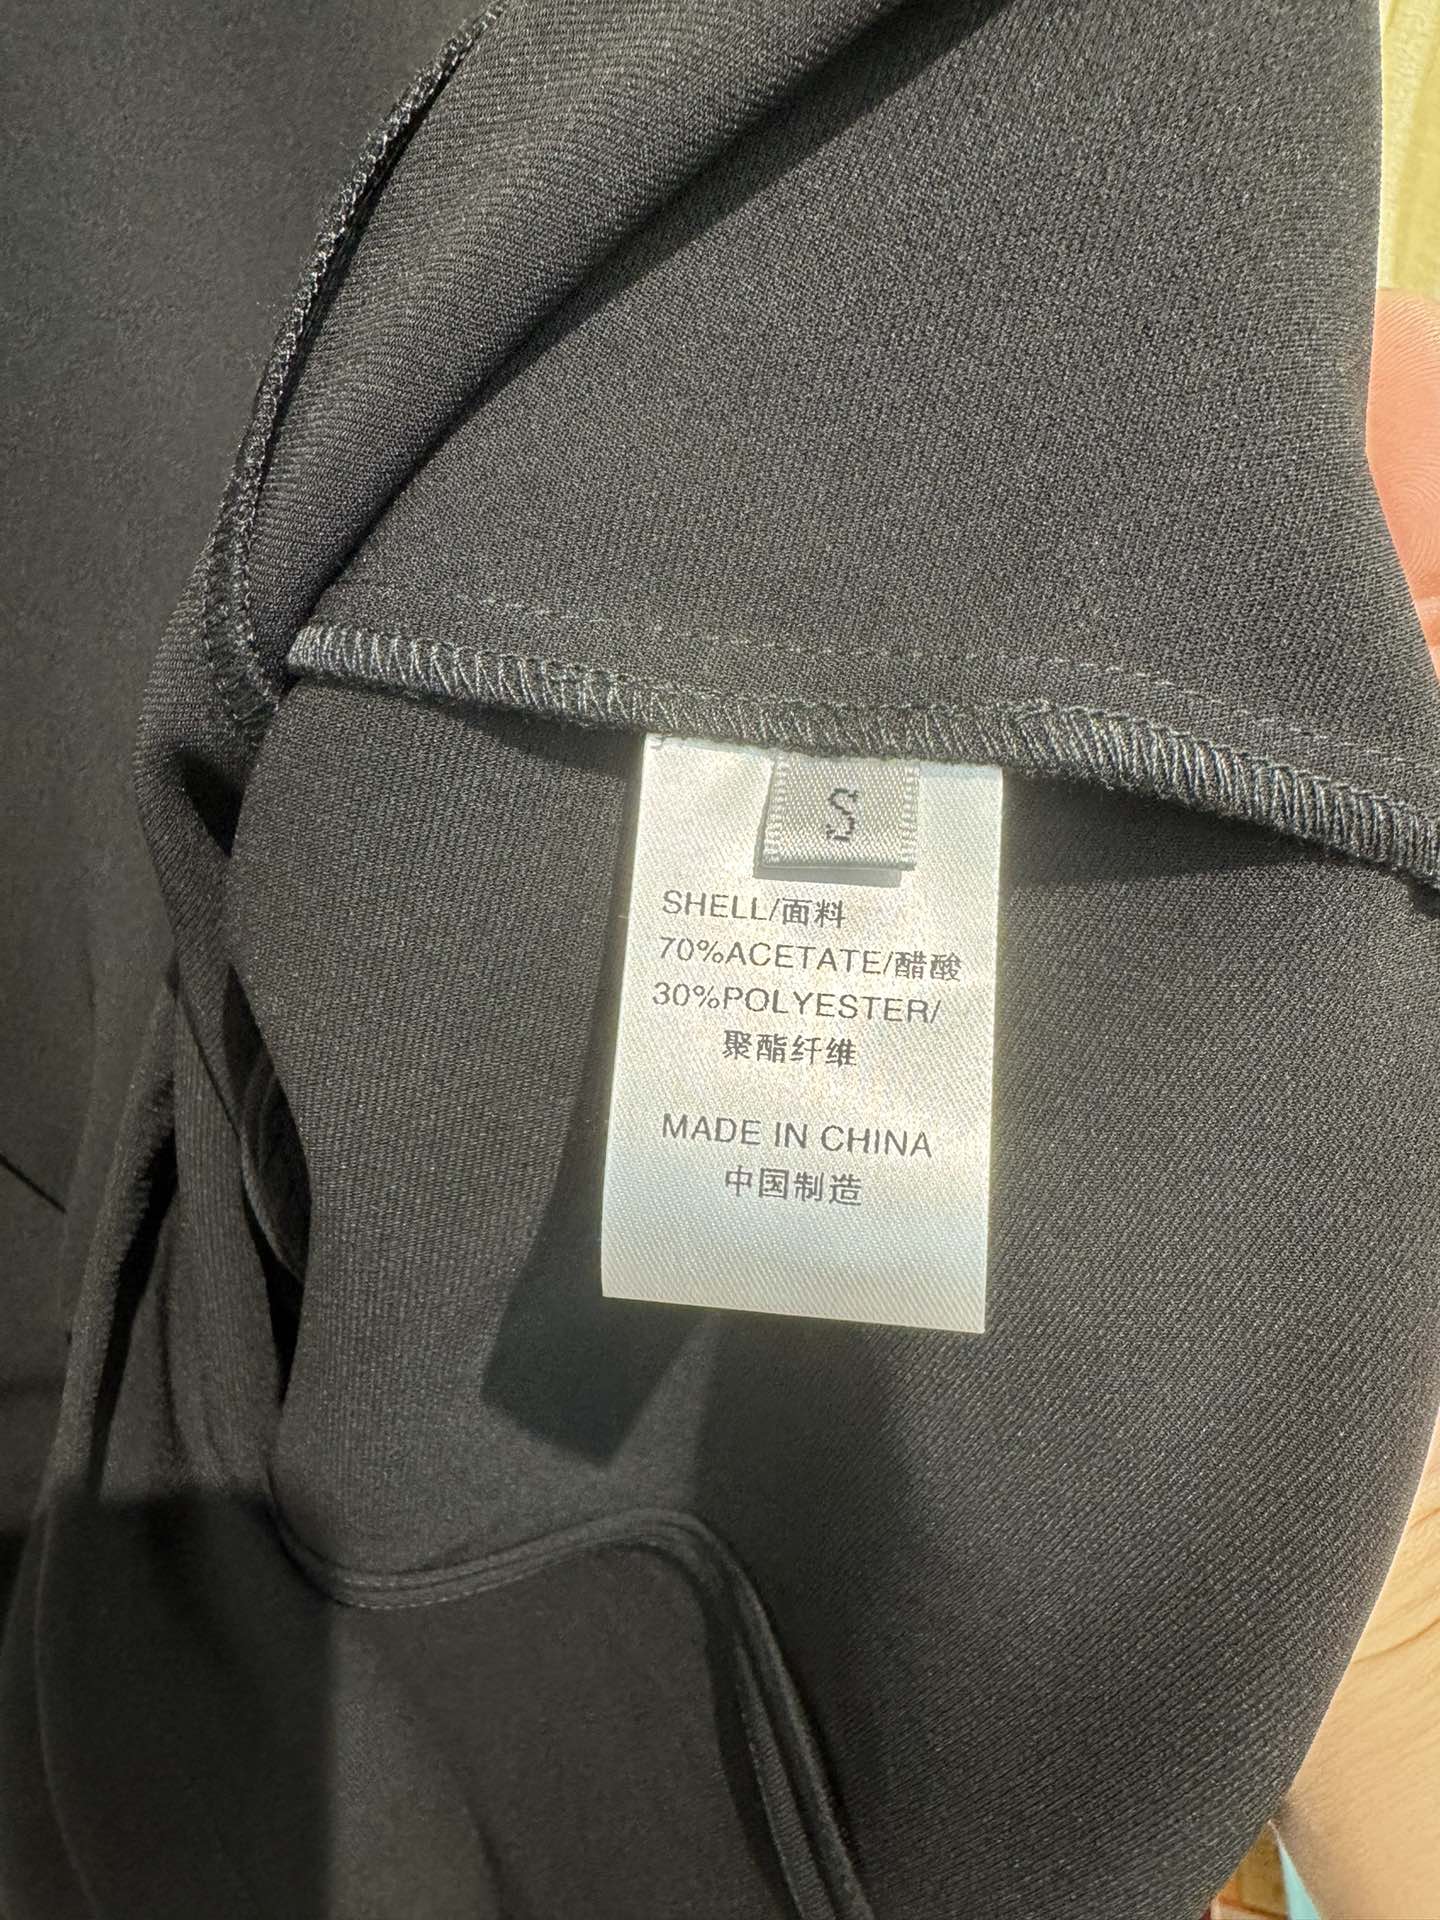 S
SHELL/面料
70%ACETATE/醋酸
30%POLYESTER/
聚酯纤维
MADE IN CHINA
中国制造